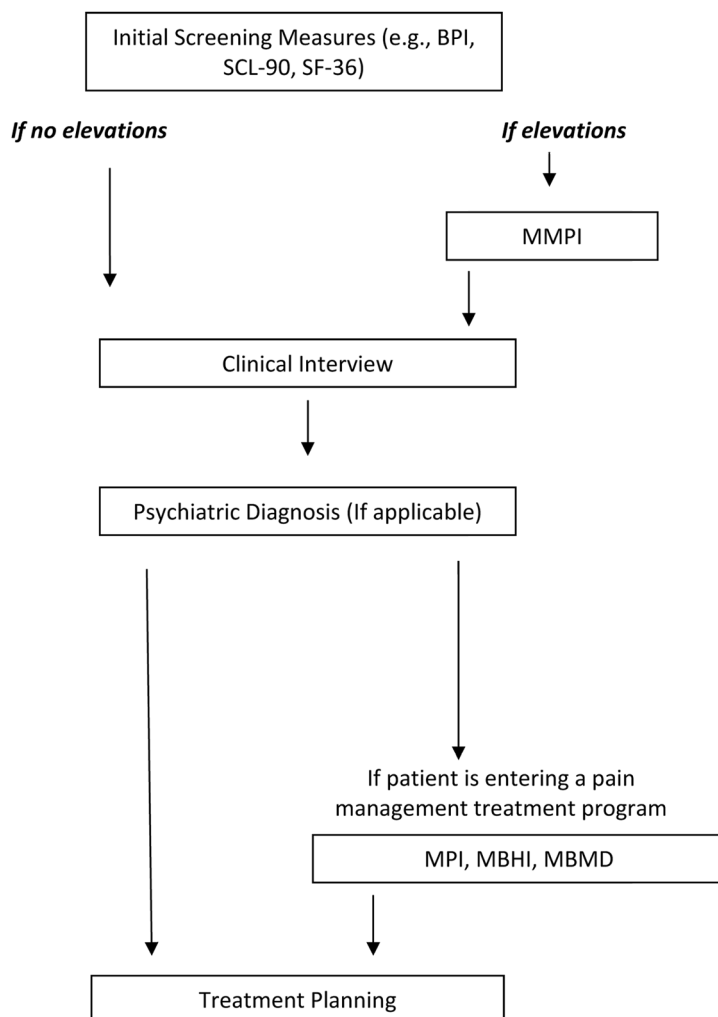 Initial Screening Measures (e.g., BPI,
SCL-90, SF-36)
If no elevations
If elevations
MMPI
Clinical Interview
Psychiatric Diagnosis (If applicable)
If patient is entering a pain
management treatment program
MPI, MBHI, MBMD
Treatment Planning